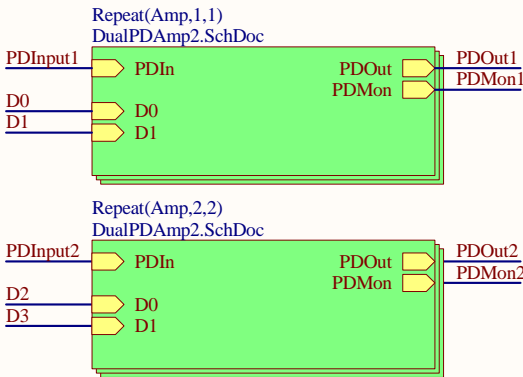 Repeat(Amp,1,1)
DualPDAmp2.SchDoc
PDInput1 PDIn PDOut PDOut1
PDMon PDMon1
D0 D0
D1 D1
Repeat(Amp,2,2)
DualPDAmp2.SchDoc
PDInput2 PDIn PDOut PDOut2
PDMon PDMon2
D2 D0
D3 D1